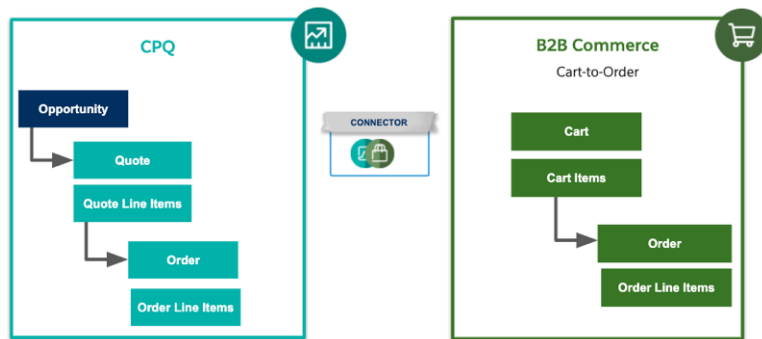 CPQ
Opportunity
Quote
Quote Line Items
Order
Order Line Items
CONNECTOR
B2B Commerce
Cart-to-Order
Cart
Cart Items
Order
Order Line Items